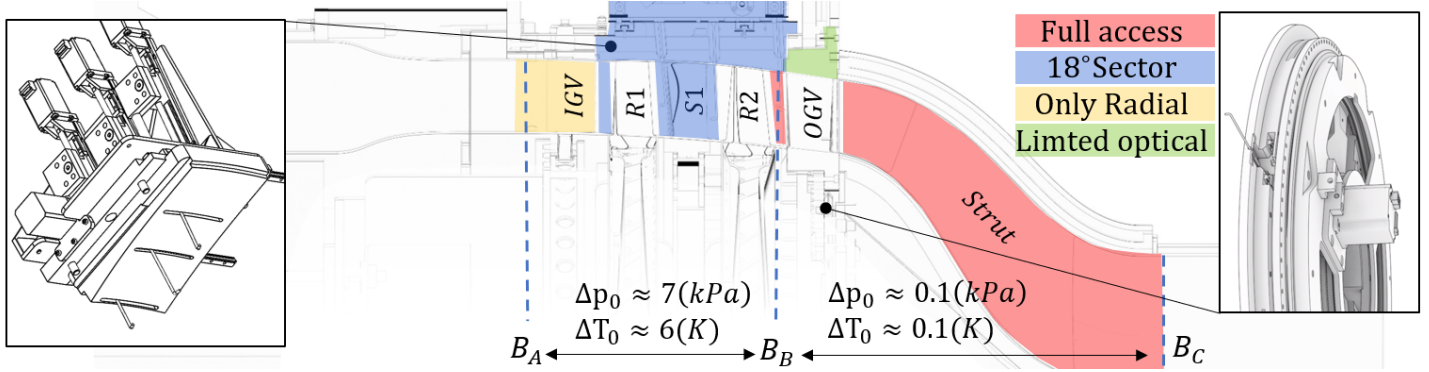 Full access
18°Sector
Only Radial
Limted optical
IGV
R1
S1
R2
OGV
Strut
Δp₀ ≈ 7(kPa)
ΔT₀ ≈ 6(K)
Δp₀ ≈ 0.1(kPa)
ΔT₀ ≈ 0.1(K)
B_A
B_B
B_C